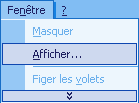 Fenêtre ?
Masquer
Afficher...
Figer les volets